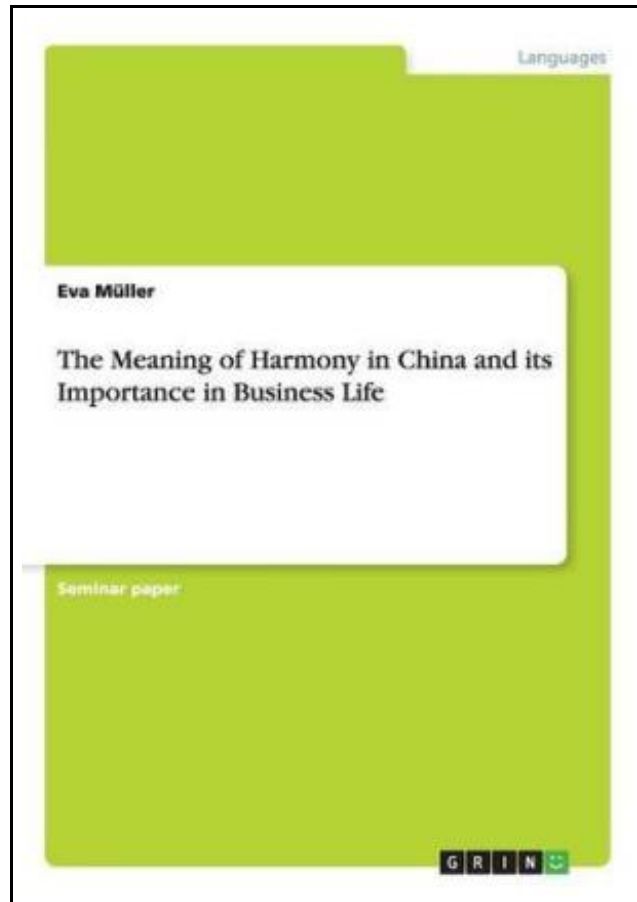 Languages
Eva Müller
The Meaning of Harmony in China and its
Importance in Business Life
Seminar paper
GRIN